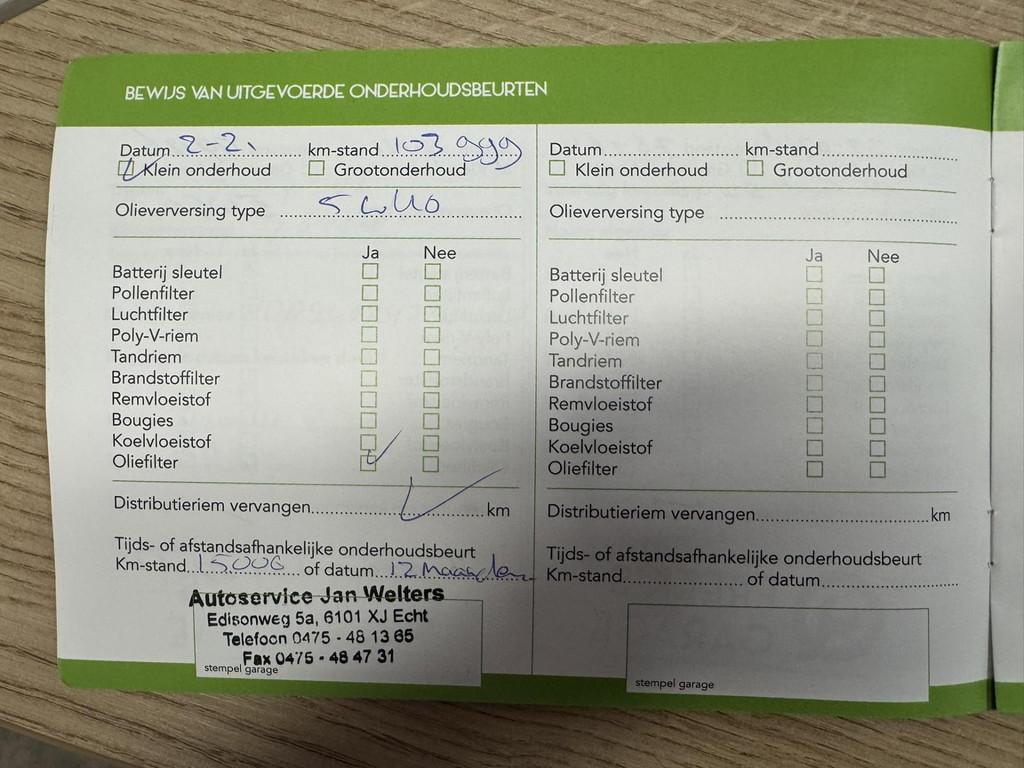 BEWIJS VAN UITGEVOERDE ONDERHOUDSBEURTEN
Datum 2-21 km-stand 103 999
Klein onderhoud Grootonderhoud
Olieverversing type 5w40
Ja Nee
Batterij sleutel
Pollenfilter
Luchtfilter
Poly-V-riem
Tandriem
Brandstoffilter
Remvloeistof
Bougies
Koelvloeistof
Oliefilter
Distributieriem vervangen km
Tijds- of afstandsafhankelijke onderhoudsbeurt
Km-stand 15000 of datum 12 Maanden
Autoservice Jan Welters
Edisonweg 5a, 6101 XJ Echt
Telefoon 0475 - 48 13 65
Fax 0475 - 48 47 31
stempel garage
Datum km-stand
Klein onderhoud Grootonderhoud
Olieverversing type
Ja Nee
Batterij sleutel
Pollenfilter
Luchtfilter
Poly-V-riem
Tandriem
Brandstoffilter
Remvloeistof
Bougies
Koelvloeistof
Oliefilter
Distributieriem vervangen km
Tijds- of afstandsafhankelijke onderhoudsbeurt
Km-stand of datum
stempel garage